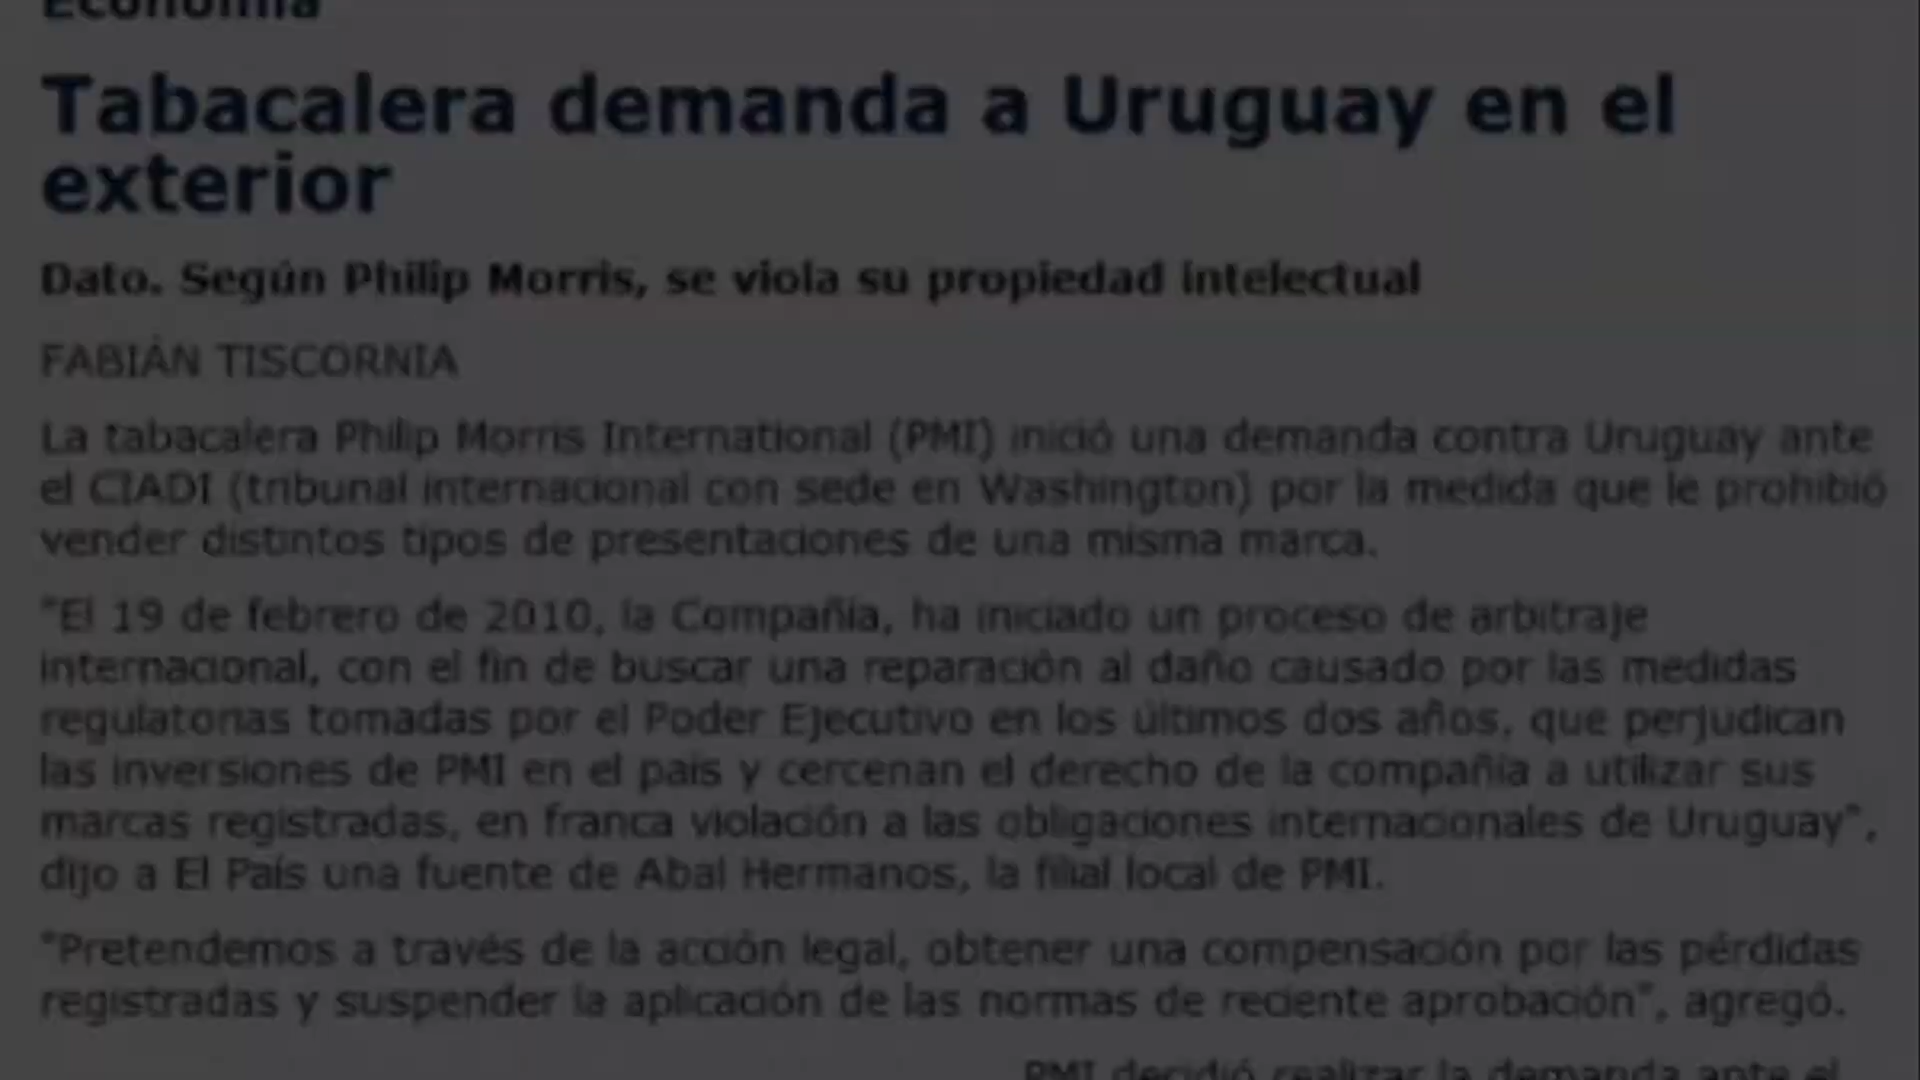 Economía
Tabacalera demanda a Uruguay en el
exterior
Dato. Según Philip Morris, se viola su propiedad intelectual
FABIÁN TISCORNIA
La tabacalera Philip Morris International (PMI) inició una demanda contra Uruguay ante
el CIADI (tribunal internacional con sede en Washington) por la medida que le prohibió
vender distintos tipos de presentaciones de una misma marca.
"El 19 de febrero de 2010, la Compañía, ha iniciado un proceso de arbitraje
internacional, con el fin de buscar una reparación al daño causado por las medidas
regulatorias tomadas por el Poder Ejecutivo en los últimos dos años, que perjudican
las inversiones de PMI en el país y cercenan el derecho de la compañía a utilizar sus
marcas registradas, en franca violación a las obligaciones internacionales de Uruguay",
dijo a El País una fuente de Abal Hermanos, la filial local de PMI.
"Pretendemos a través de la acción legal, obtener una compensación por las pérdidas
registradas y suspender la aplicación de las normas de reciente aprobación", agregó.
PMI decidió realizar la demanda ante el